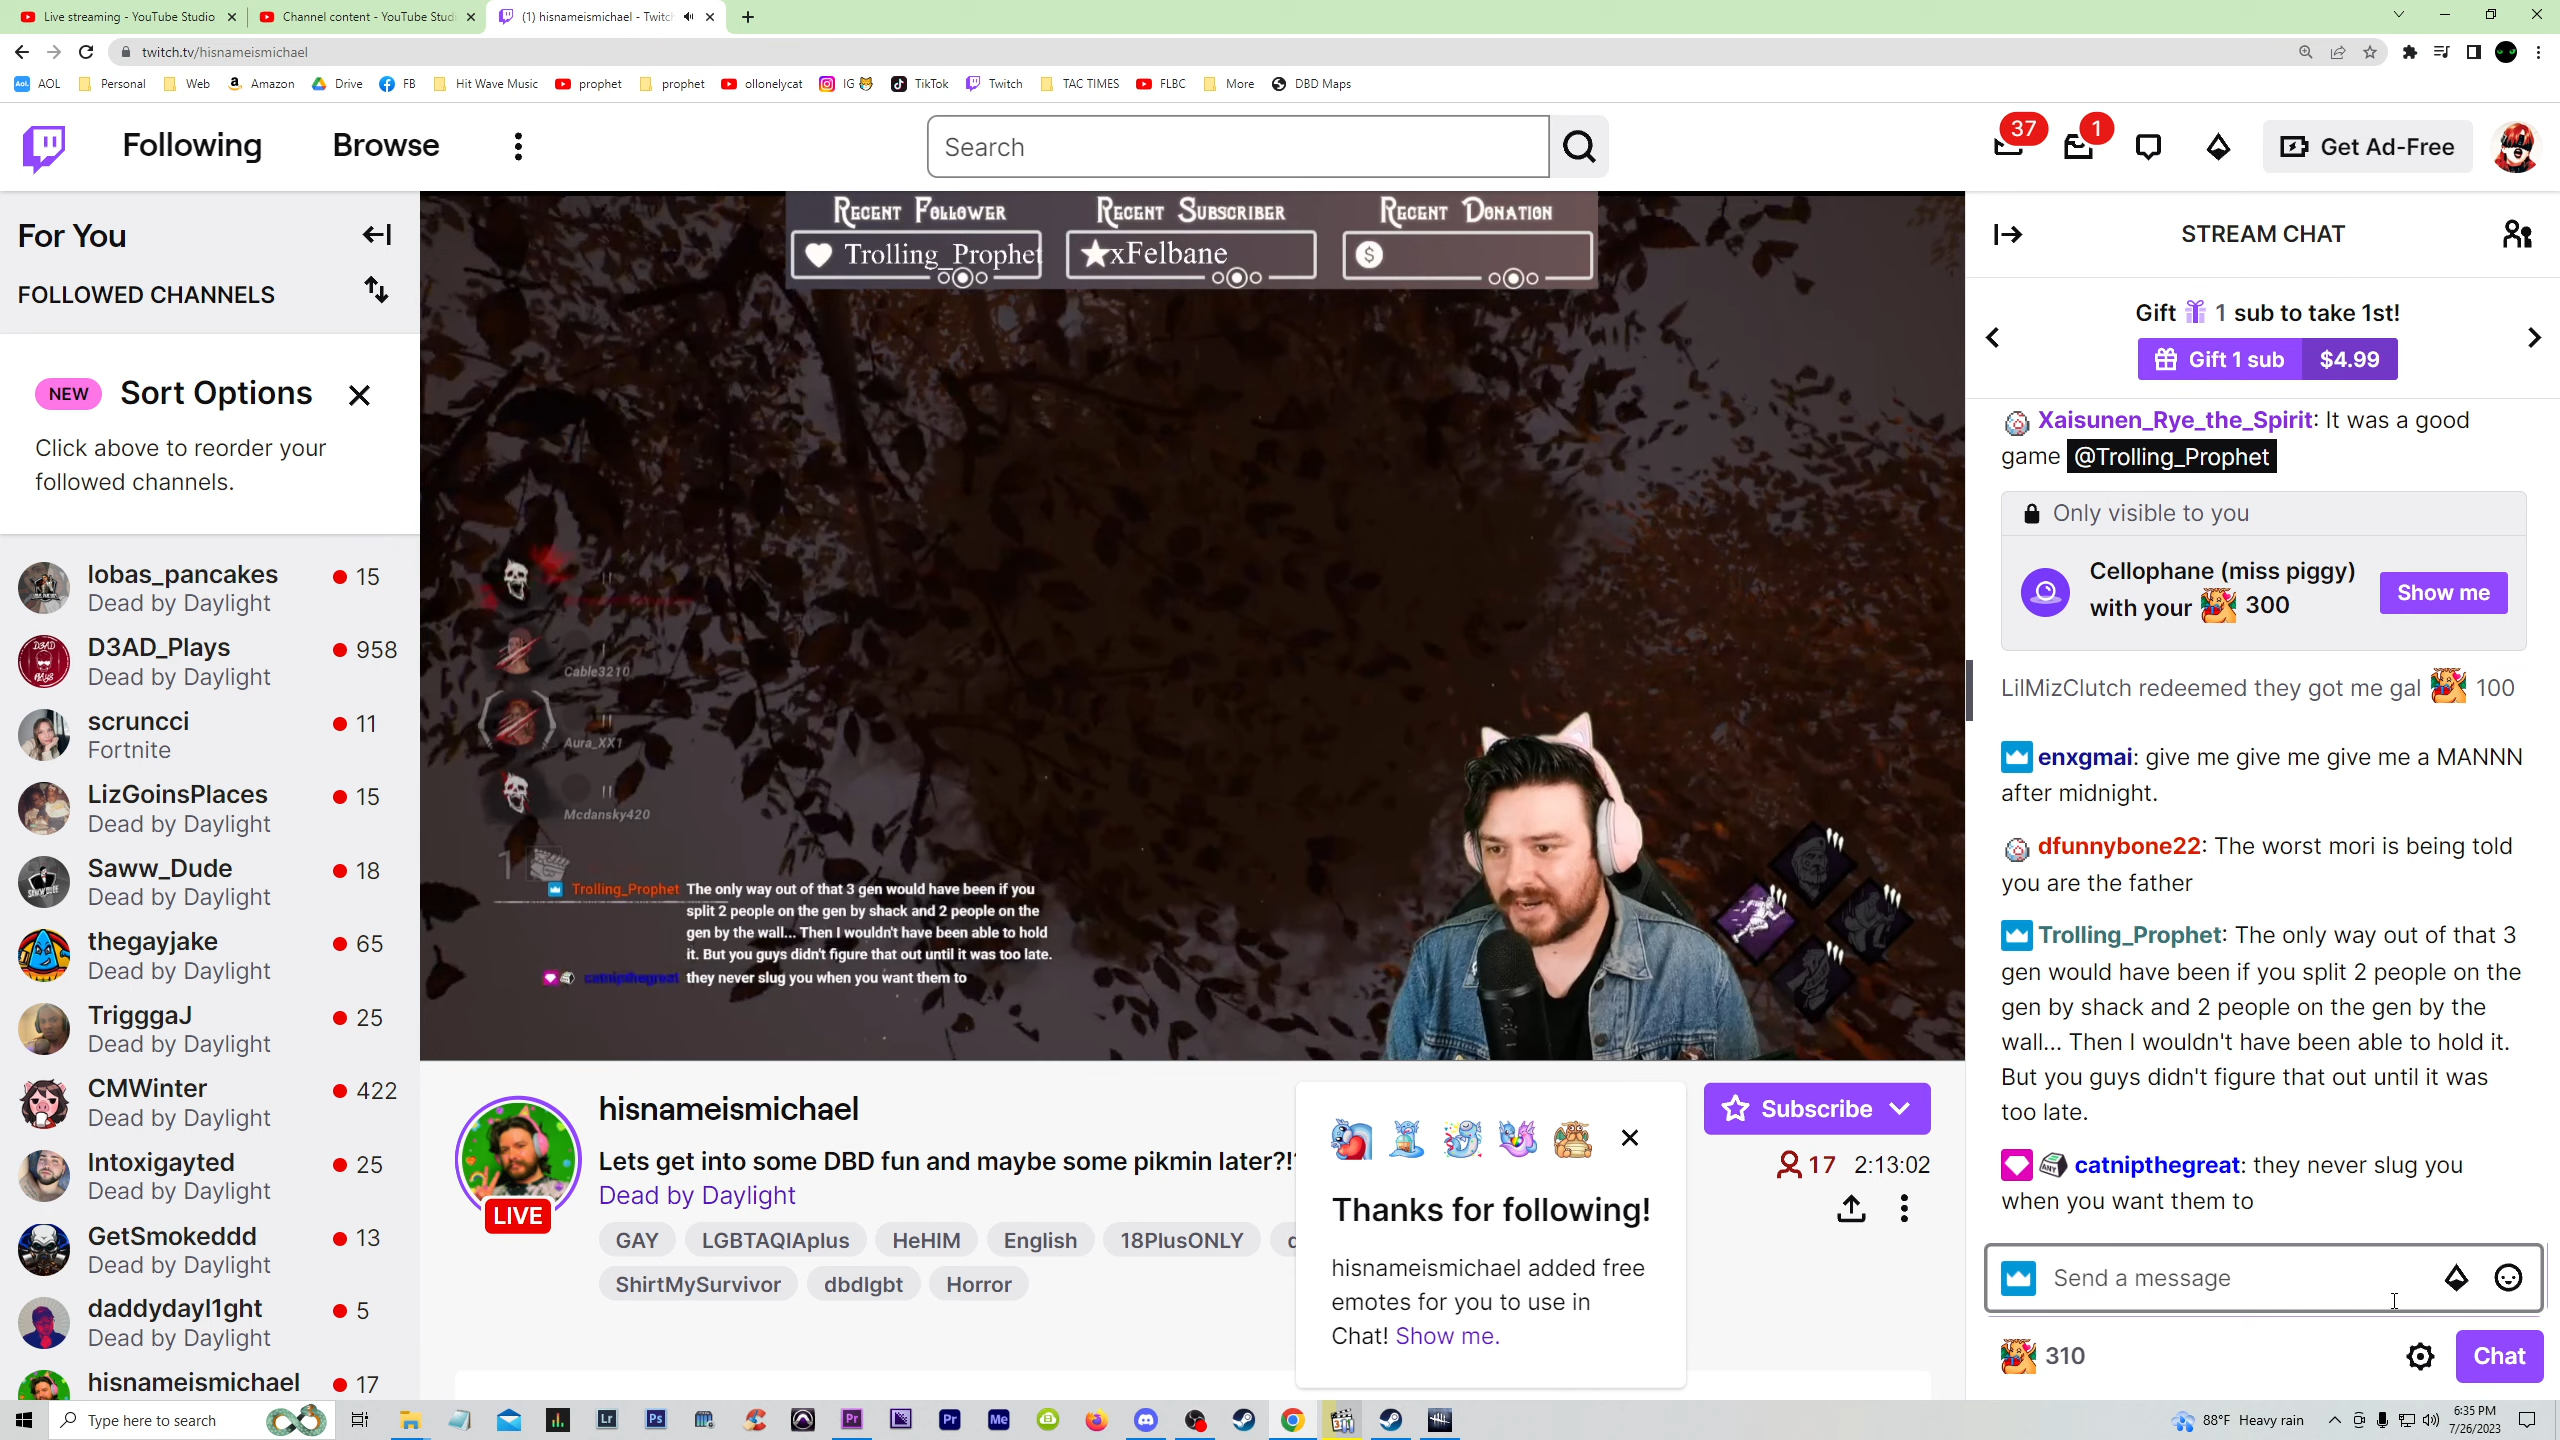 Live streaming - YouTube Studio
Channel content - YouTube Studi
(1) hisnameismichael - Twitch
twitch.tv/hisnameismichael
AOL
Personal
Web
Amazon
Drive
FB
Hit Wave Music
prophet
prophet
ollonelycat
IG
TikTok
Twitch
TAC TIMES
FLBC
More
DBD Maps
Following
Browse
Search
37
1
Get Ad-Free
For You
FOLLOWED CHANNELS
NEW Sort Options
Click above to reorder your
followed channels.
lobas_pancakes 15
Dead by Daylight
D3AD_Plays 958
Dead by Daylight
scruncci 11
Fortnite
LizGoinsPlaces 15
Dead by Daylight
Saww_Dude 18
Dead by Daylight
thegayjake 65
Dead by Daylight
TrigggaJ 25
Dead by Daylight
CMWinter 422
Dead by Daylight
Intoxigayted 25
Dead by Daylight
GetSmokeddd 13
Dead by Daylight
daddydayl1ght 5
Dead by Daylight
hisnameismichael 17
Recent Follower
Trolling_Prophet
Recent Subscriber
xFelbane
Recent Donation
$
Cable3210
Aura_XX1
Mcdansky420
1
Trolling_Prophet The only way out of that 3 gen would have been if you
split 2 people on the gen by shack and 2 people on the
gen by the wall... Then I wouldn't have been able to hold
it. But you guys didn't figure that out until it was too late.
catnipthegreat they never slug you when you want them to
LIVE
hisnameismichael
Lets get into some DBD fun and maybe some pikmin later?!?
Dead by Daylight
GAY
LGBTAQIAplus
HeHIM
English
18PlusONLY
ShirtMySurvivor
dbdlgbt
Horror
Thanks for following!
hisnameismichael added free
emotes for you to use in
Chat! Show me.
Subscribe
17 2:13:02
STREAM CHAT
Gift 1 sub to take 1st!
Gift 1 sub $4.99
Xaisunen_Rye_the_Spirit: It was a good
game @Trolling_Prophet
Only visible to you
Cellophane (miss piggy)
with your 300
Show me
LilMizClutch redeemed they got me gal 100
enxgmai: give me give me give me a MANNN
after midnight.
dfunnybone22: The worst mori is being told
you are the father
Trolling_Prophet: The only way out of that 3
gen would have been if you split 2 people on the
gen by shack and 2 people on the gen by the
wall... Then I wouldn't have been able to hold it.
But you guys didn't figure that out until it was
too late.
ANY catnipthegreat: they never slug you
when you want them to
Send a message
310
Chat
Type here to search
Lr
Ps
Pr
Pr
Me
88°F Heavy rain
6:35 PM
7/26/2023